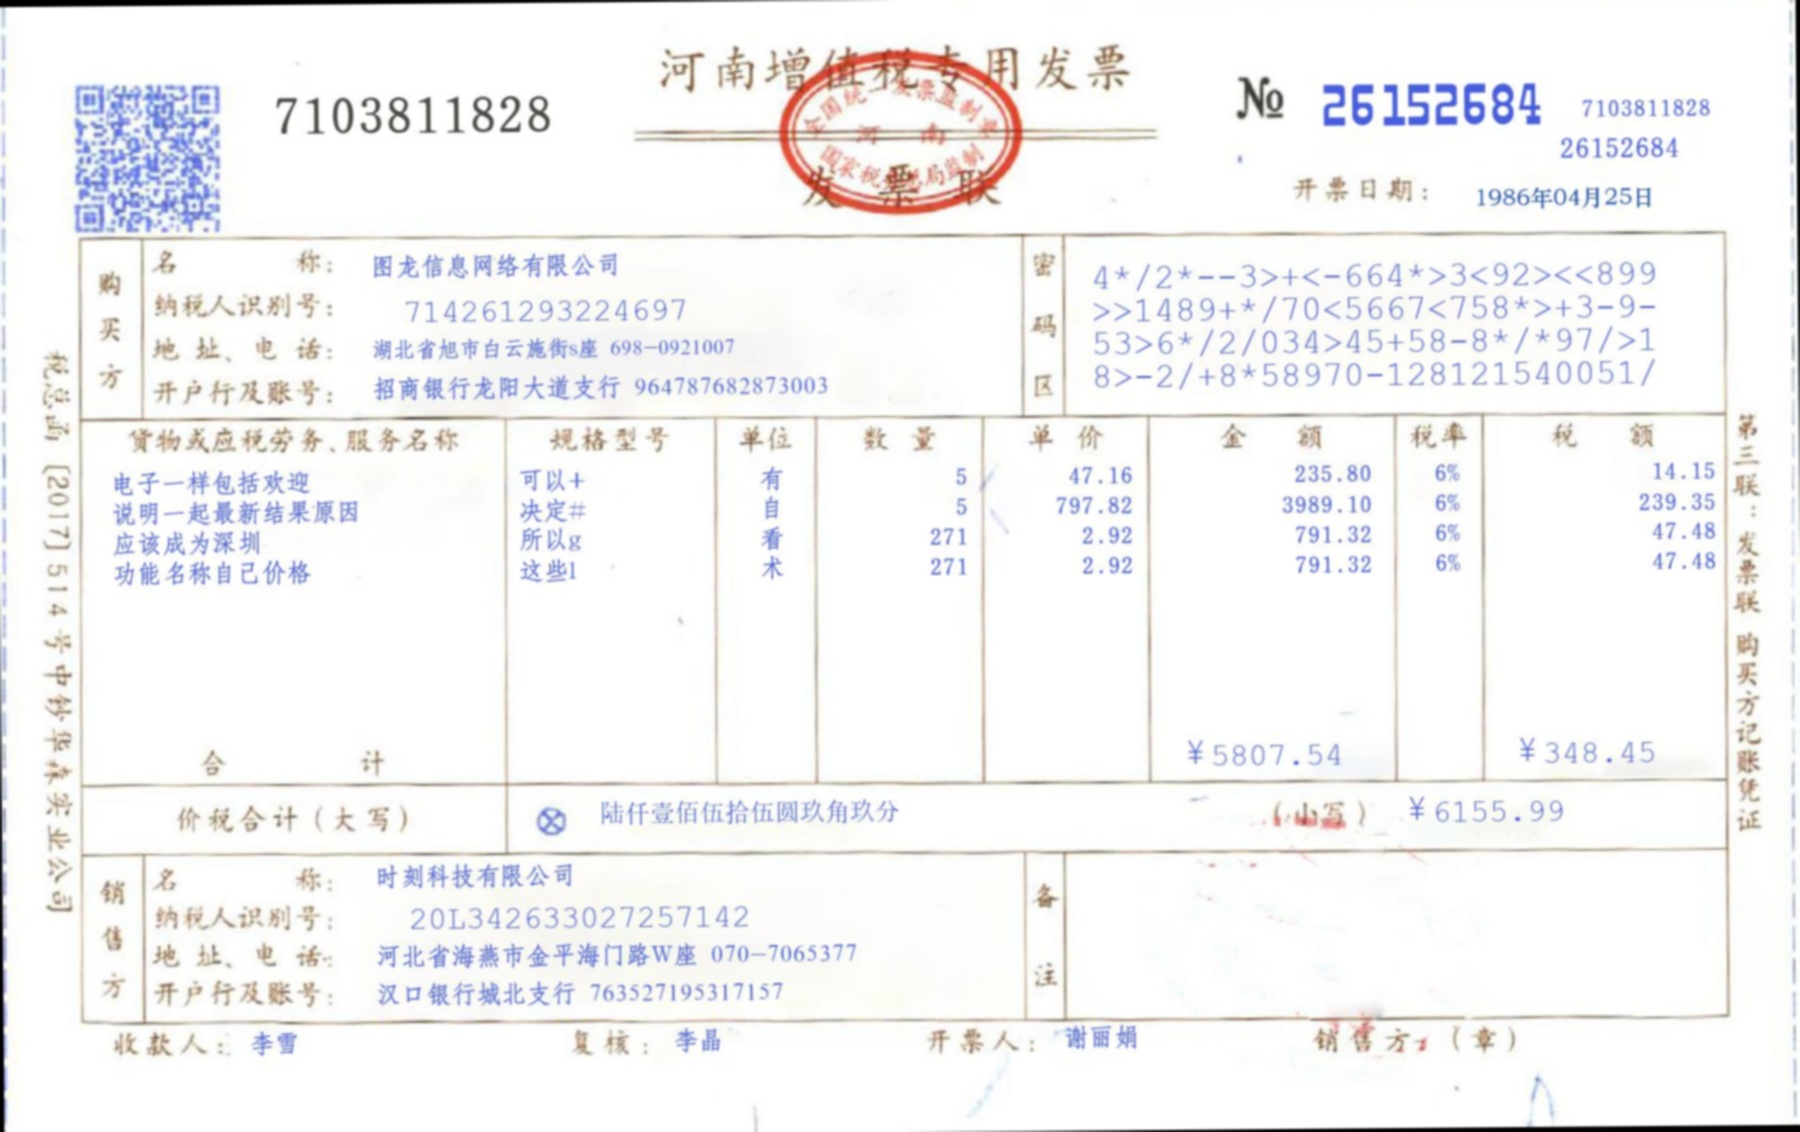 河南增值税专用发票
7103811828
№ 26152684
7103811828
26152684
全国统一发票监制章
河 南
国家税务总局监制
发 票 联
开票日期： 1986年04月25日
购买方
名 称： 图龙信息网络有限公司
纳税人识别号： 714261293224697
地址、电话： 湖北省旭市白云施街s座 698-0921007
开户行及账号： 招商银行龙阳大道支行 964787682873003
密码区
4*/2*--3>+<-664*>3<92><<899
>>1489+*/70<5667<758*>+3-9-
53>6*/2/034>45+58-8*/*97/>1
8>-2/+8*58970-128121540051/
货物或应税劳务、服务名称 规格型号 单位 数量 单价 金额 税率 税额
电子一样包括欢迎 可以+ 有 5 47.16 235.80 6% 14.15
说明一起最新结果原因 决定# 自 5 797.82 3989.10 6% 239.35
应该成为深圳 所以g 看 271 2.92 791.32 6% 47.48
功能名称自己价格 这些l 术 271 2.92 791.32 6% 47.48
合 计 ￥5807.54 ￥348.45
价税合计（大写） 陆仟壹佰伍拾伍圆玖角玖分 （小写） ￥6155.99
销售方
名 称： 时刻科技有限公司
纳税人识别号： 20L342633027257142
地址、电话： 河北省海燕市金平海门路W座 070-7065377
开户行及账号： 汉口银行城北支行 763527195317157
备注
收款人： 李雪 复核： 李晶 开票人： 谢丽娟 销售方：（章）
税总函〔2017〕514号中钞华森实业公司
第三联：发票联 购买方记账凭证